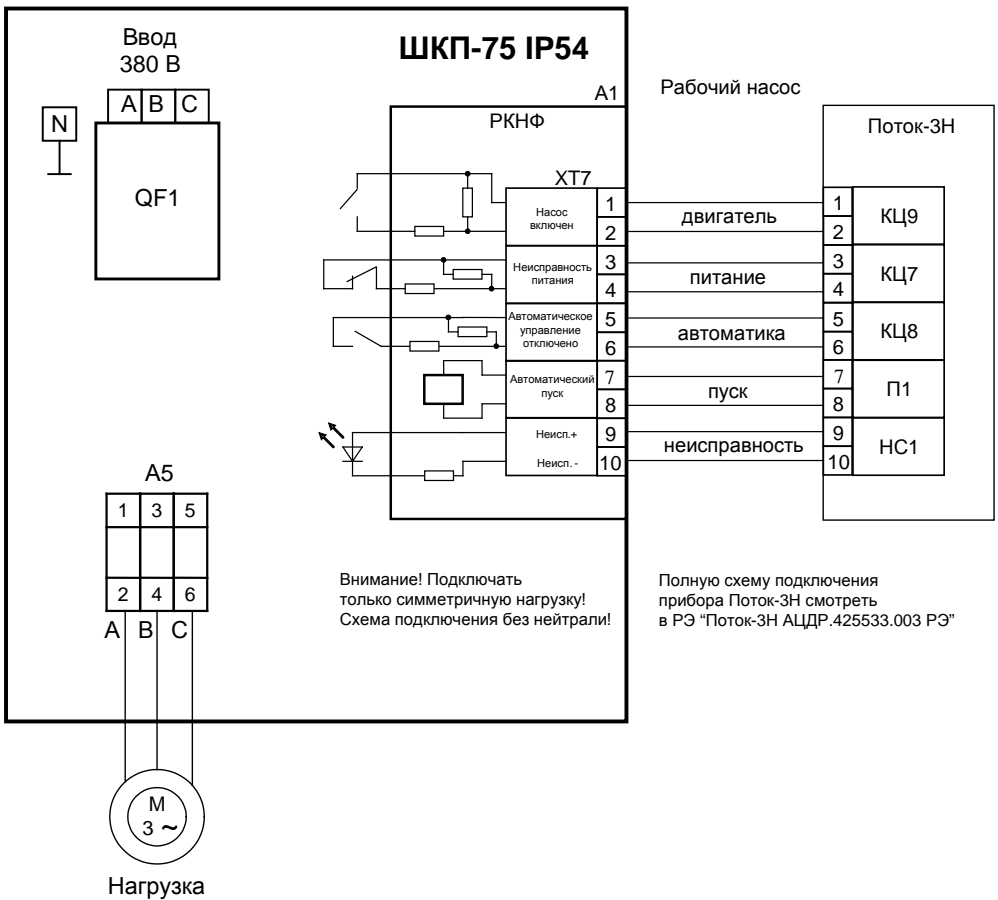 Ввод
380 В
ШКП-75 IP54
A B C
N
QF1
A1
РКНФ
XT7
Насос
включен
1
2
Неисправность
питания
3
4
Автоматическое
управление
отключено
5
6
Автоматический
пуск
7
8
Неисп.+
9
Неисп. -
10
Рабочий насос
двигатель
питание
автоматика
пуск
неисправность
Поток-3Н
1
2
КЦ9
3
4
КЦ7
5
6
КЦ8
7
8
П1
9
10
НС1
A5
1 3 5
2 4 6
A B C
Внимание! Подключать
только симметричную нагрузку!
Схема подключения без нейтрали!
Полную схему подключения
прибора Поток-3Н смотреть
в РЭ “Поток-3Н АЦДР.425533.003 РЭ”
М
3 ~
Нагрузка